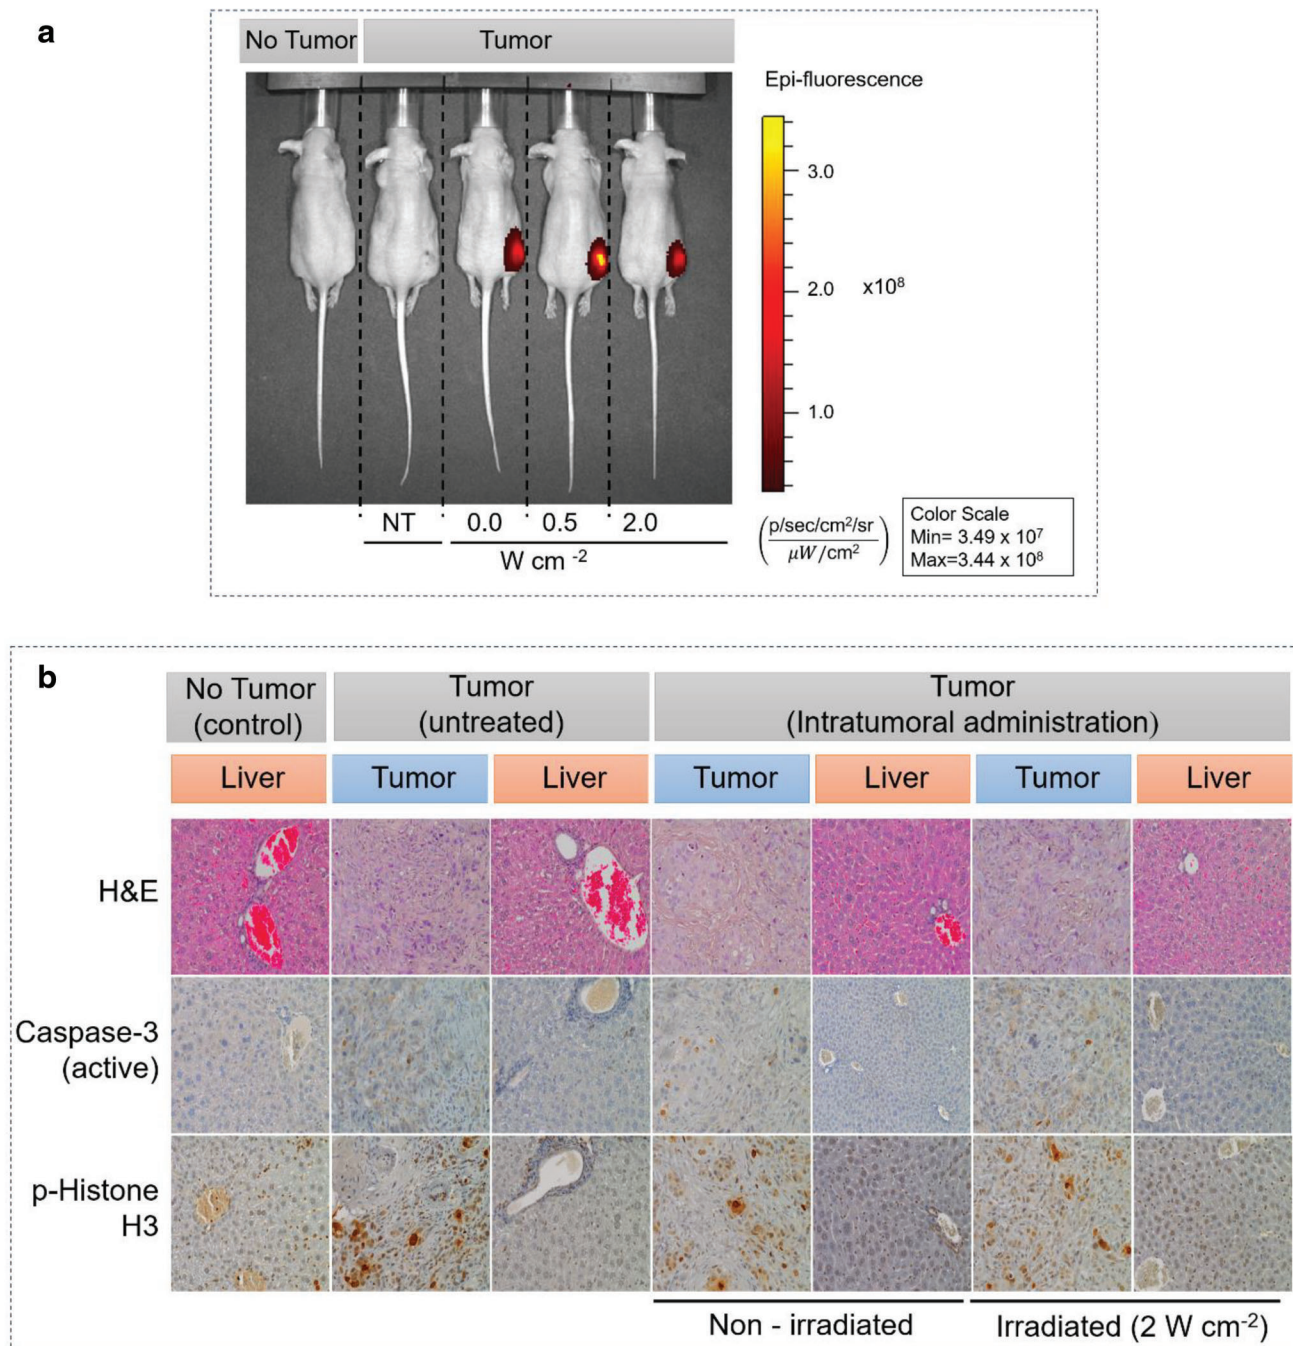 a
No Tumor
Tumor
Epi-fluorescence
3.0
2.0
x10⁸
1.0
NT
0.0
0.5
2.0
W cm -2
(p/sec/cm²/sr / μW/cm²)
Color Scale
Min= 3.49 x 10⁷
Max=3.44 x 10⁸
b
No Tumor
(control)
Tumor
(untreated)
Tumor
(Intratumoral administration)
Liver
Tumor
Liver
Tumor
Liver
Tumor
Liver
H&E
Caspase-3
(active)
p-Histone
H3
Non - irradiated
Irradiated (2 W cm⁻²)